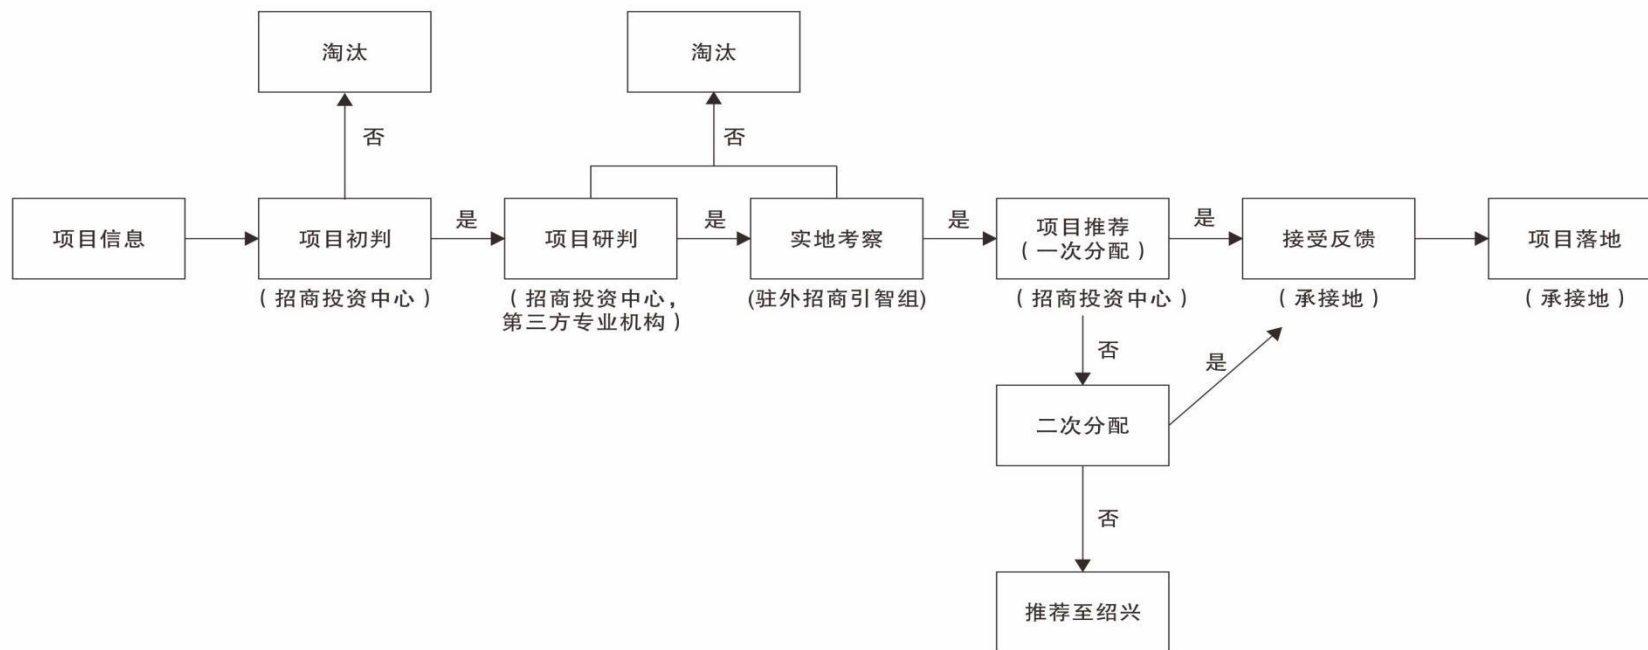 淘汰
淘汰
否
否
项目信息
项目初判
是
项目研判
是
实地考察
是
项目推荐
（一次分配）
是
接受反馈
项目落地
（招商投资中心）
（招商投资中心，
第三方专业机构）
(驻外招商引智组)
（招商投资中心）
（承接地）
（承接地）
否
是
二次分配
否
推荐至绍兴